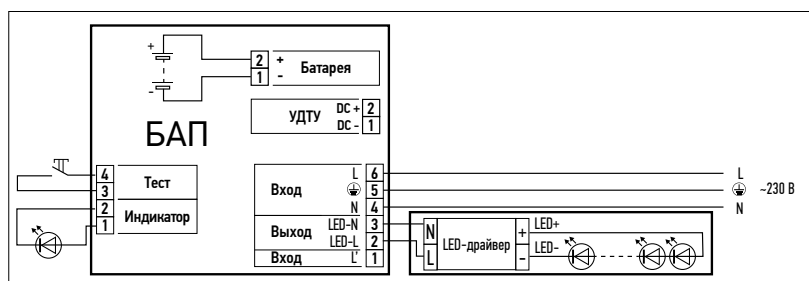 +
-
2 + Батарея
1 -
УДТУ DC + 2
DC - 1
БАП
4 Тест
3
2 Индикатор
1
Вход L 6 L
5 ~230 В
N 4 N
Выход LED-N 3
LED-L 2
Вход L' 1
N LED-драйвер + LED+
L - LED-